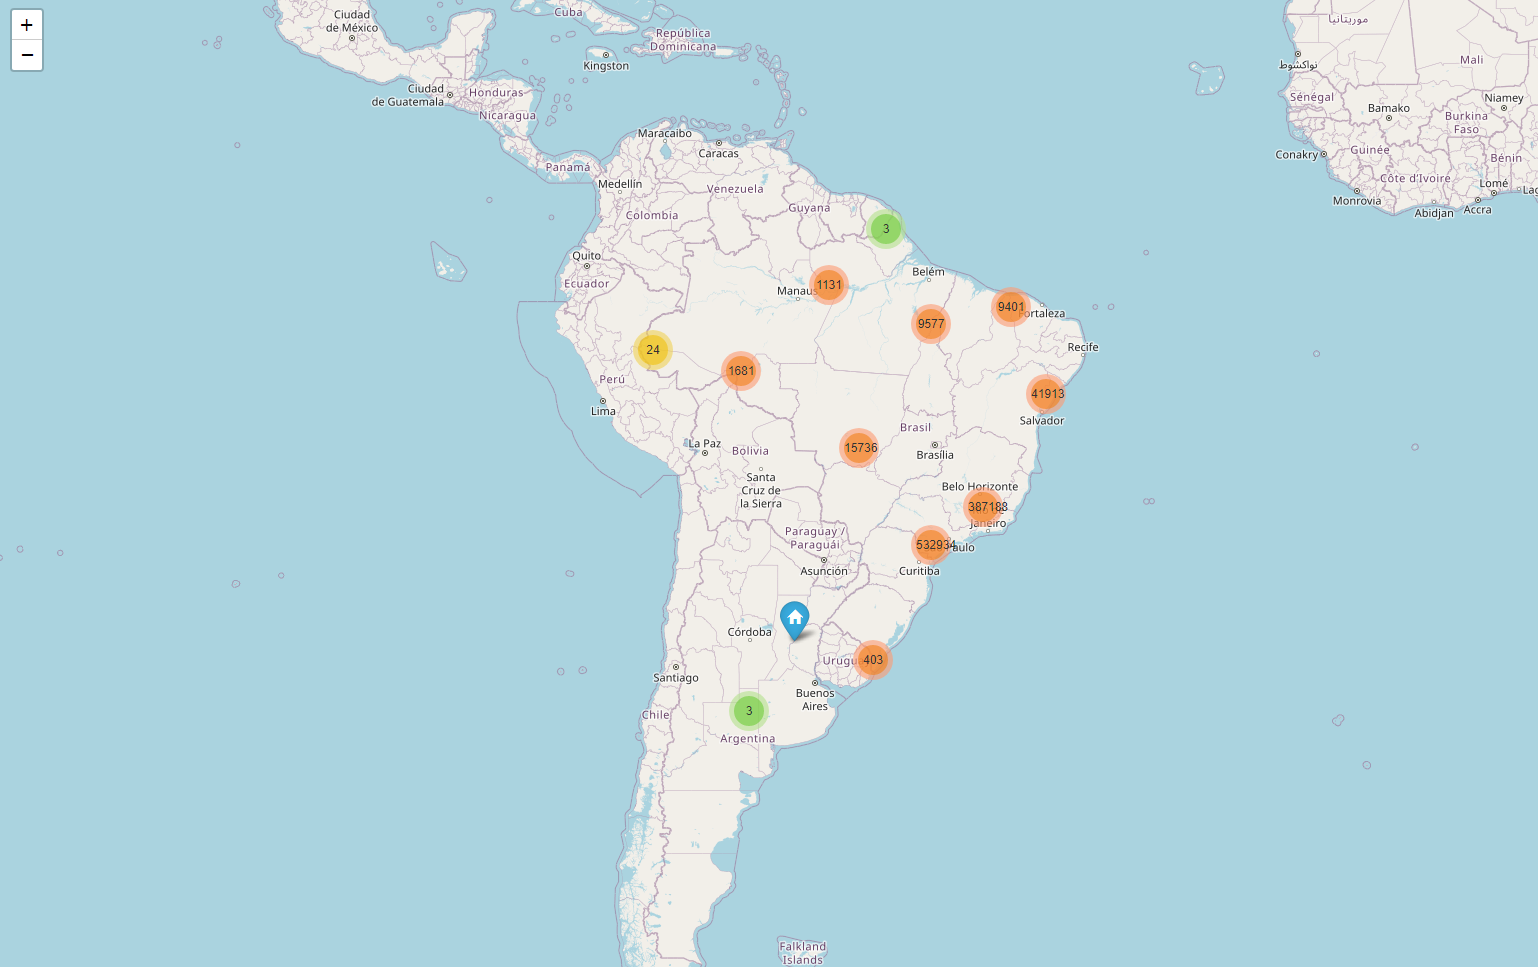 +
−
Ciudad
de México
Cuba
República
Dominicana
Kingston
Ciudad
de Guatemala
Honduras
Nicaragua
موريتانيا
نواكشوط
Mali
Sénégal
Bamako
Niamey
Burkina
Faso
Conakry
Guinée
Bénin
Côte d'Ivoire
Lomé
Monrovia
Abidjan
Accra
Lag
Maracaibo
Caracas
Panamá
Medellín
Venezuela
Colombia
Guyana
3
Quito
Ecuador
Belém
Manaus
1131
9401
Fortaleza
9577
24
Recife
1681
Perú
Lima
41913
Salvador
Brasil
La Paz
Bolivia
15736
Brasília
Santa
Cruz de
la Sierra
Belo Horizonte
387188
Janeiro
Paraguay /
Paraguái
532934
aulo
Asunción
Curitiba
Córdoba
403
Urugu
Santiago
Buenos
Aires
3
Chile
Argentina
Falkland
Islands